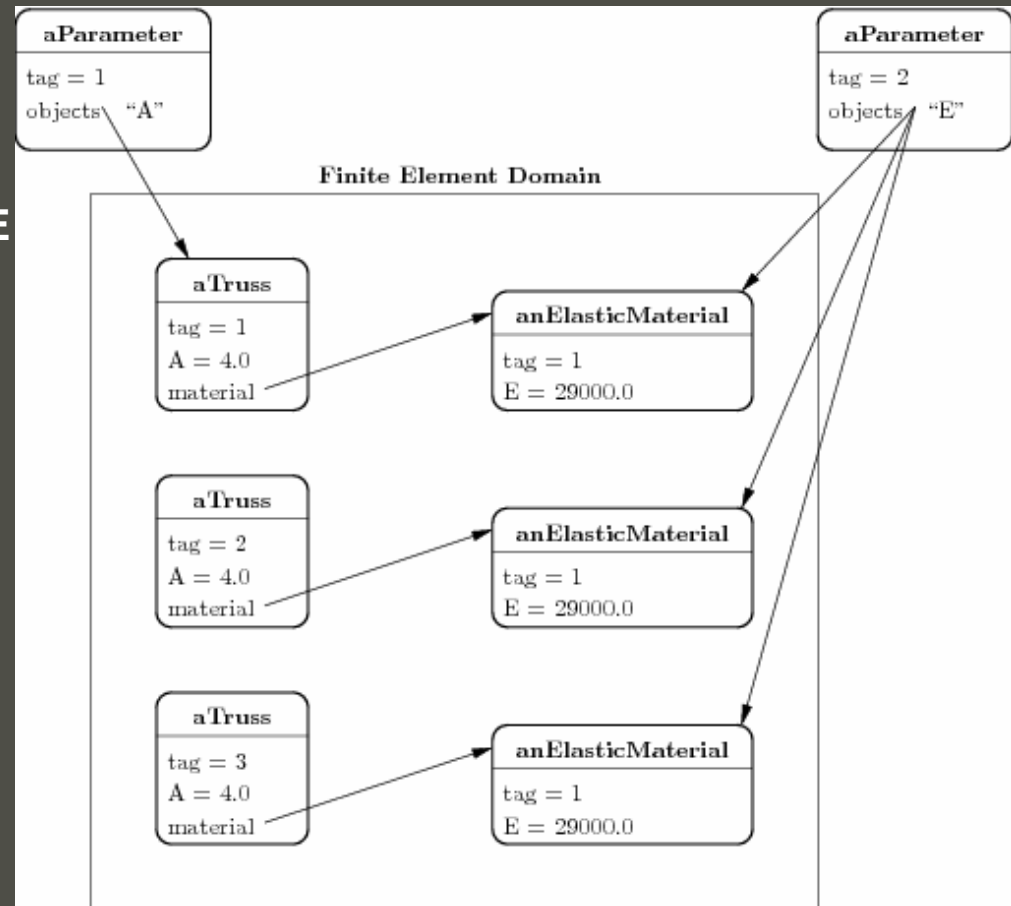 aParameter
tag = 1
objects “A”
aParameter
tag = 2
objects “E”
Finite Element Domain
E
aTruss
tag = 1
A = 4.0
material
anElasticMaterial
tag = 1
E = 29000.0
aTruss
tag = 2
A = 4.0
material
anElasticMaterial
tag = 1
E = 29000.0
aTruss
tag = 3
A = 4.0
material
anElasticMaterial
tag = 1
E = 29000.0